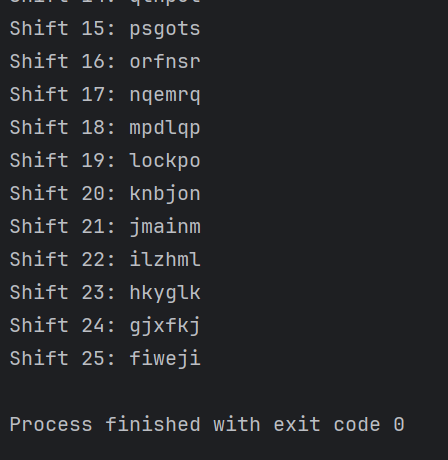 Shift 15: psgots
Shift 16: orfnsr
Shift 17: nqemrq
Shift 18: mpdlqp
Shift 19: lockpo
Shift 20: knbjon
Shift 21: jmainm
Shift 22: ilzhml
Shift 23: hkyglk
Shift 24: gjxfkj
Shift 25: fiweji
Process finished with exit code 0